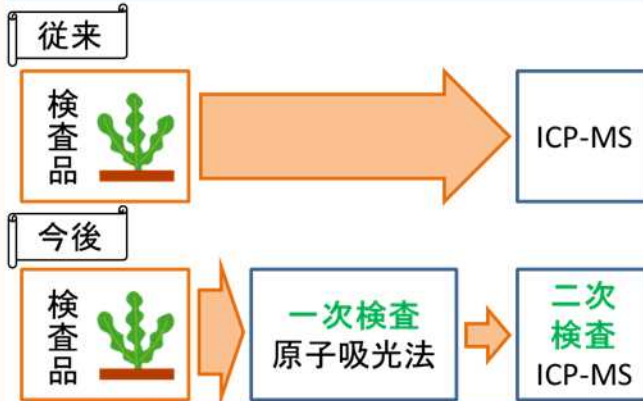 従来
検査品
ICP-MS
今後
検査品
一次検査
原子吸光法
二次
検査
ICP-MS